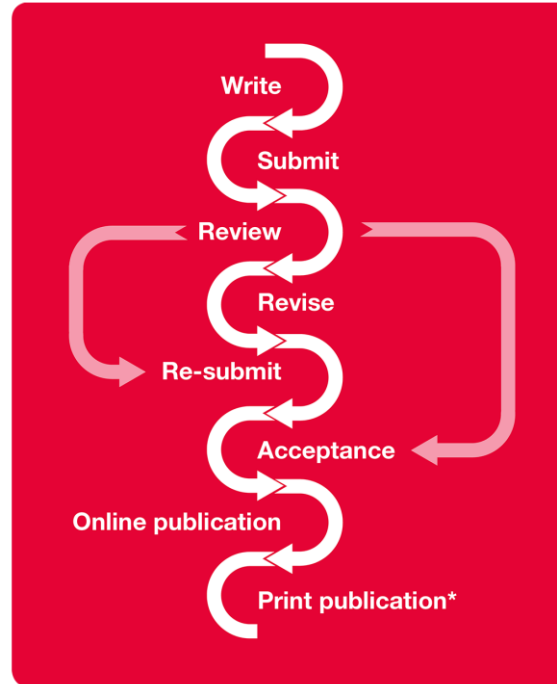 Write
Submit
Review
Revise
Re-submit
Acceptance
Online publication
Print publication*